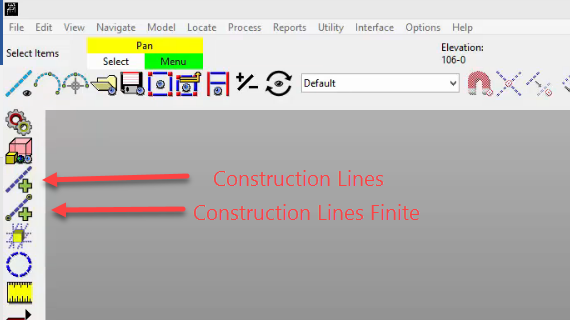 File Edit View Navigate Model Locate Process Reports Utility Interface Options Help
Select Items
Pan
Select Menu
Elevation:
106-0
Default
Construction Lines
Construction Lines Finite